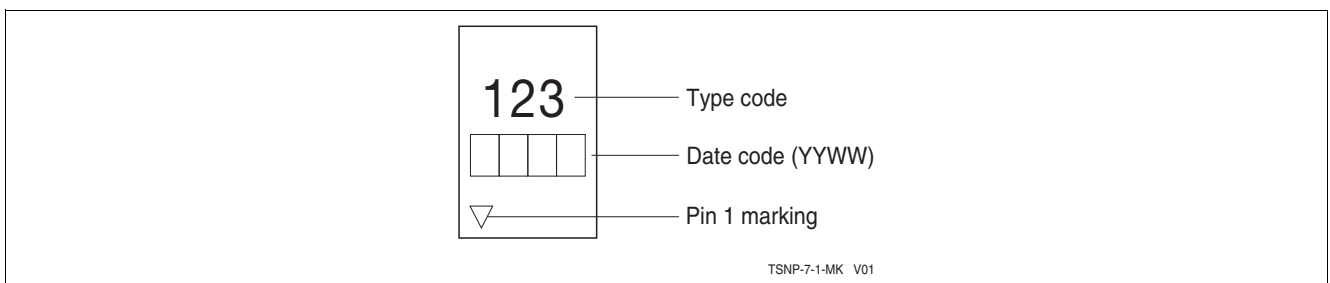 123
Type code
Date code (YYWW)
Pin 1 marking
TSNP-7-1-MK V01